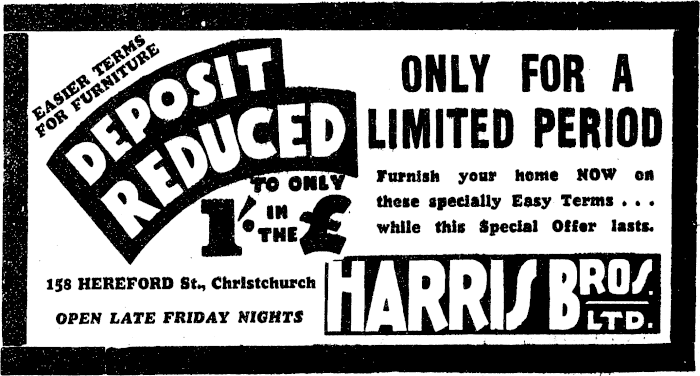 EASIER TERMS
FOR FURNITURE
DEPOSIT
REDUCED
TO ONLY
1/- IN
THE £
ONLY FOR A
LIMITED PERIOD
Furnish your home NOW on
these specially Easy Terms . . .
while this Special Offer lasts.
158 HEREFORD St., Christchurch
OPEN LATE FRIDAY NIGHTS
HARRIS BROS.
LTD.